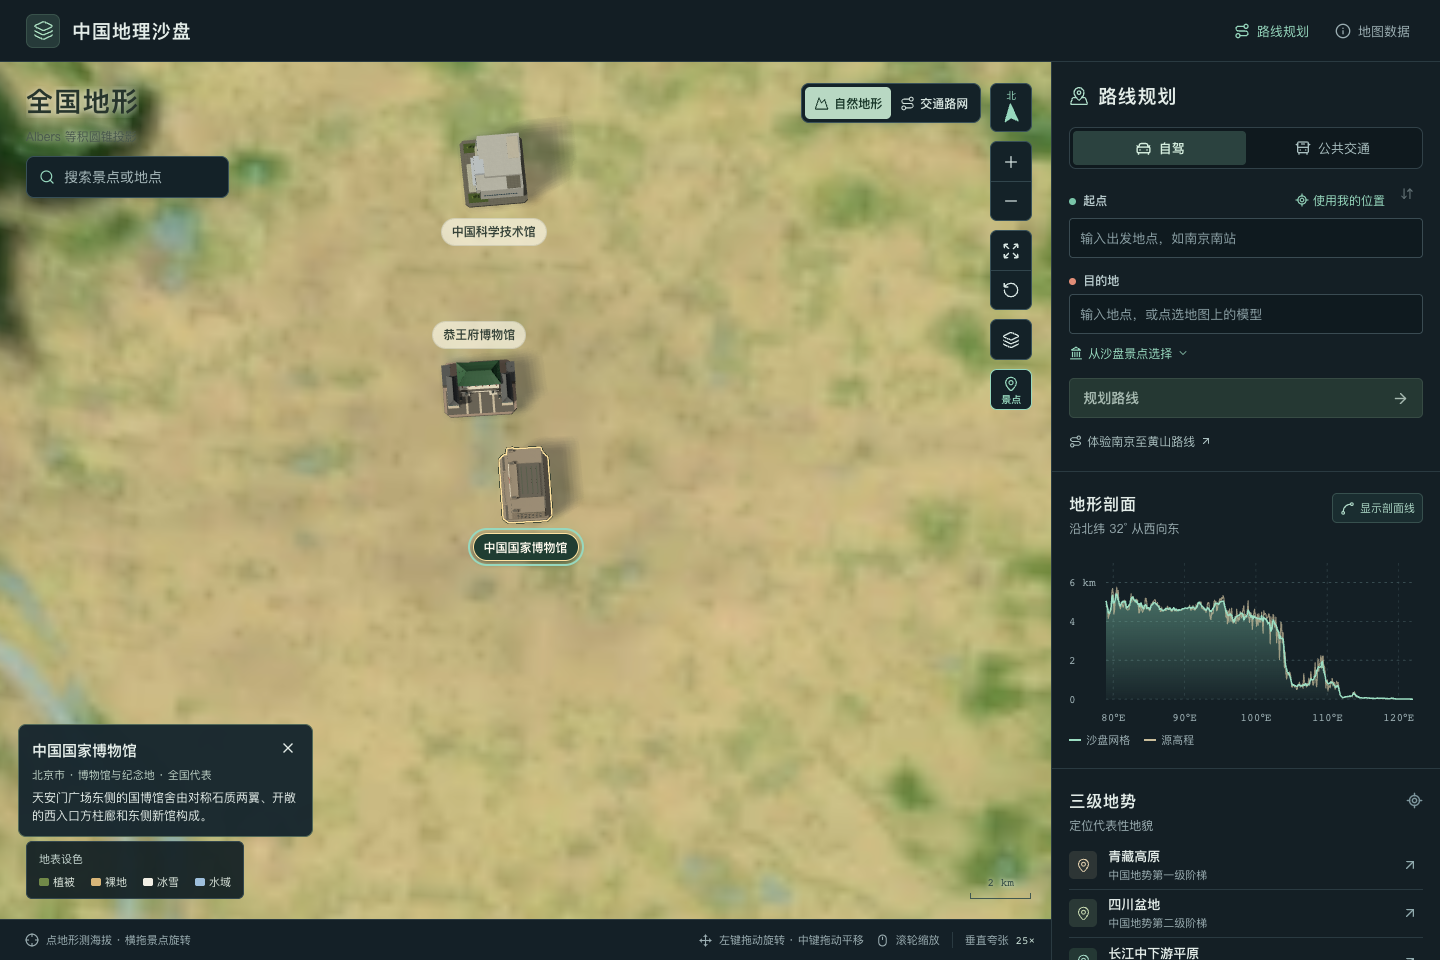 中国地理沙盘
路线规划
地图数据
全国地形
Albers 等积圆锥投影
搜索景点或地点
自然地形
交通路网
北
景点
中国科学技术馆
恭王府博物馆
中国国家博物馆
中国国家博物馆
北京市 · 博物馆与纪念地 · 全国代表
天安门广场东侧的国博馆舍由对称石质两翼、开敞
的西入口方柱廊和东侧新馆构成。
地表设色
植被 裸地 冰雪 水域
2 km
点地形测海拔 · 横拖景点旋转
左键拖动旋转 · 中键拖动平移
滚轮缩放
垂直夸张 25×
路线规划
自驾
公共交通
起点
使用我的位置
输入出发地点，如南京南站
目的地
输入地点，或点选地图上的模型
从沙盘景点选择
规划路线
体验南京至黄山路线
地形剖面
显示剖面线
沿北纬 32° 从西向东
6 km
4
2
0
80°E 90°E 100°E 110°E 120°E
沙盘网格 源高程
三级地势
定位代表性地貌
青藏高原
中国地势第一级阶梯
四川盆地
中国地势第二级阶梯
长江中下游平原